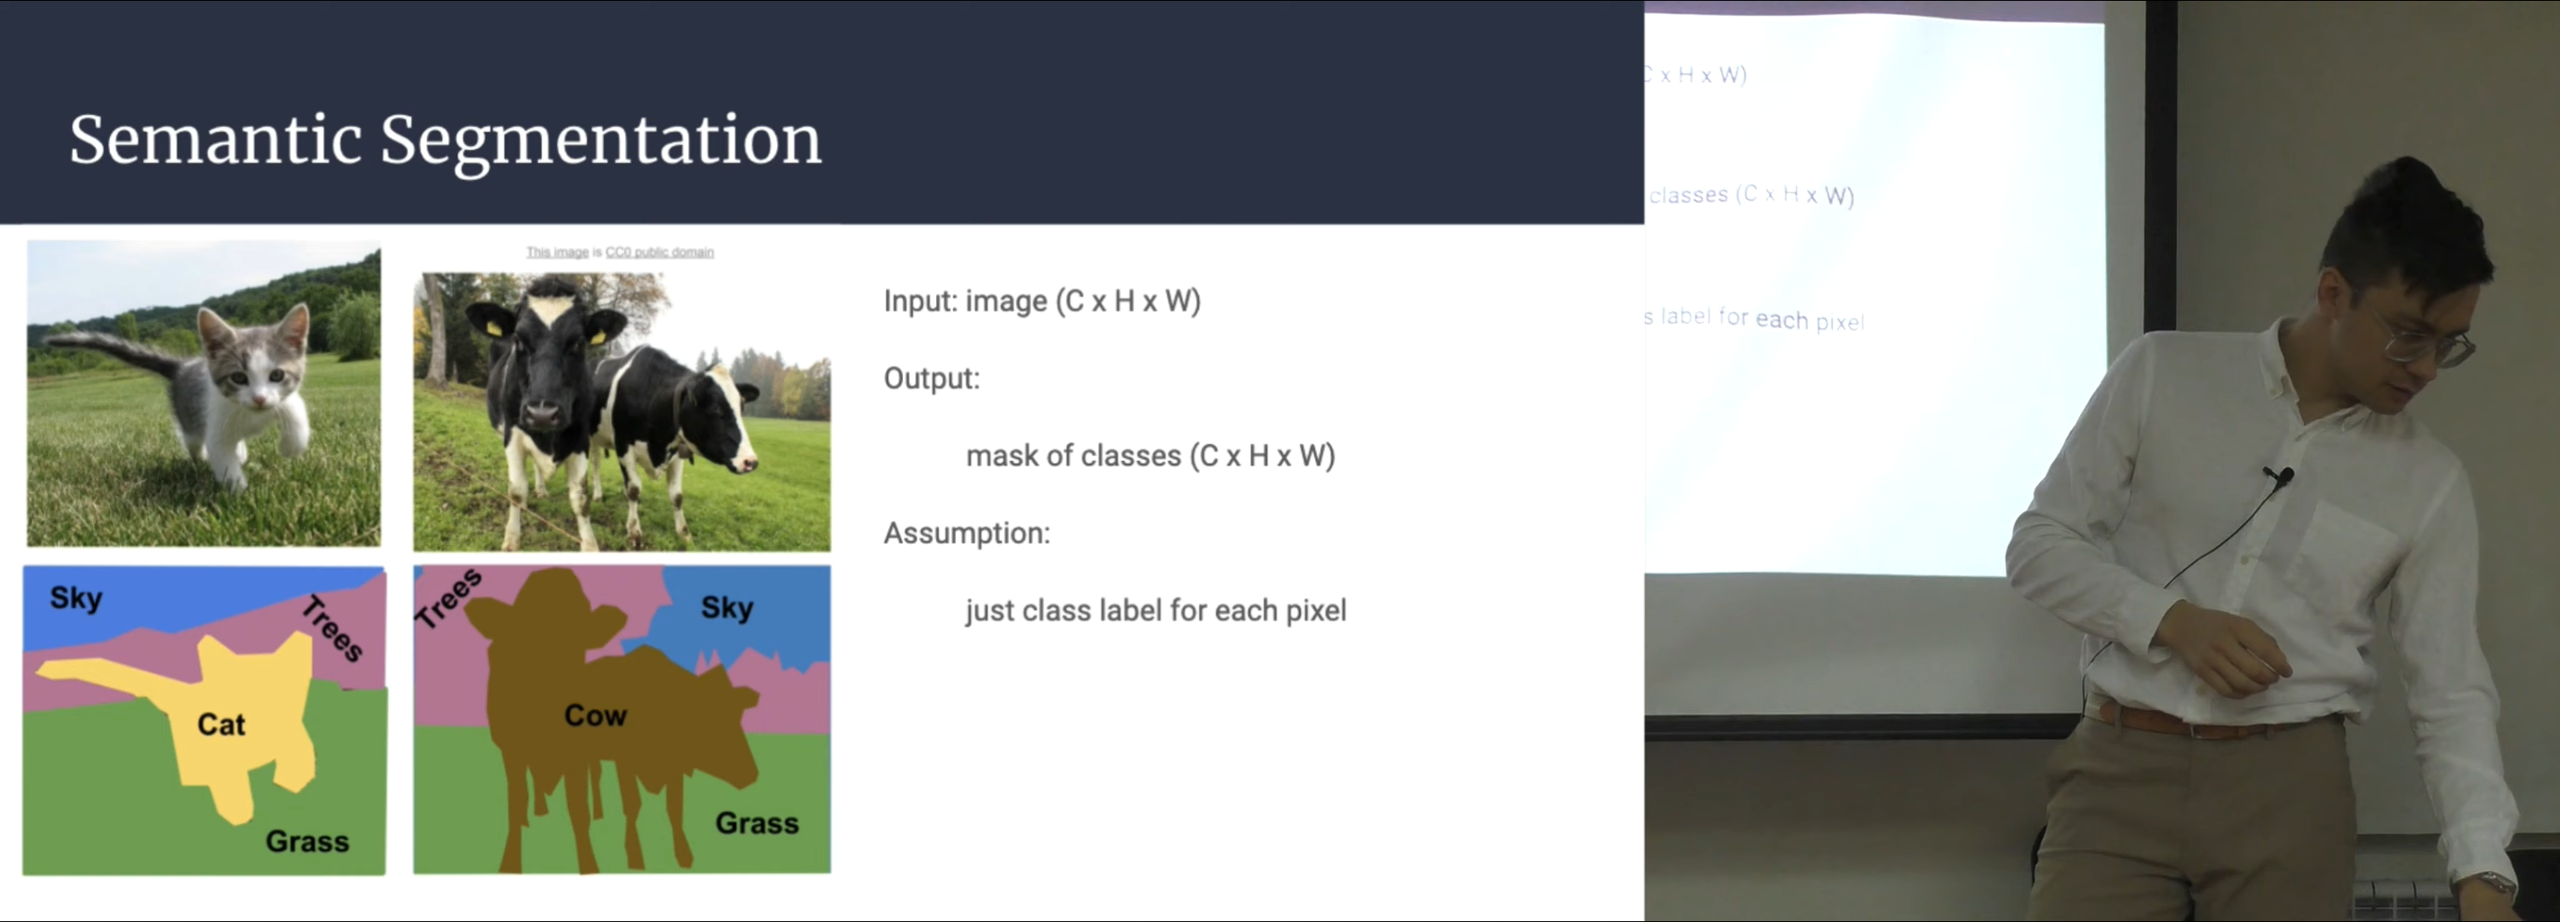 Semantic Segmentation
This image is CC0 public domain
Input: image (C x H x W)
Output:
mask of classes (C x H x W)
Assumption:
just class label for each pixel
Sky
Trees
Cat
Grass
Trees
Sky
Cow
Grass
C x H x W)
classes (C x H x W)
s label for each pixel